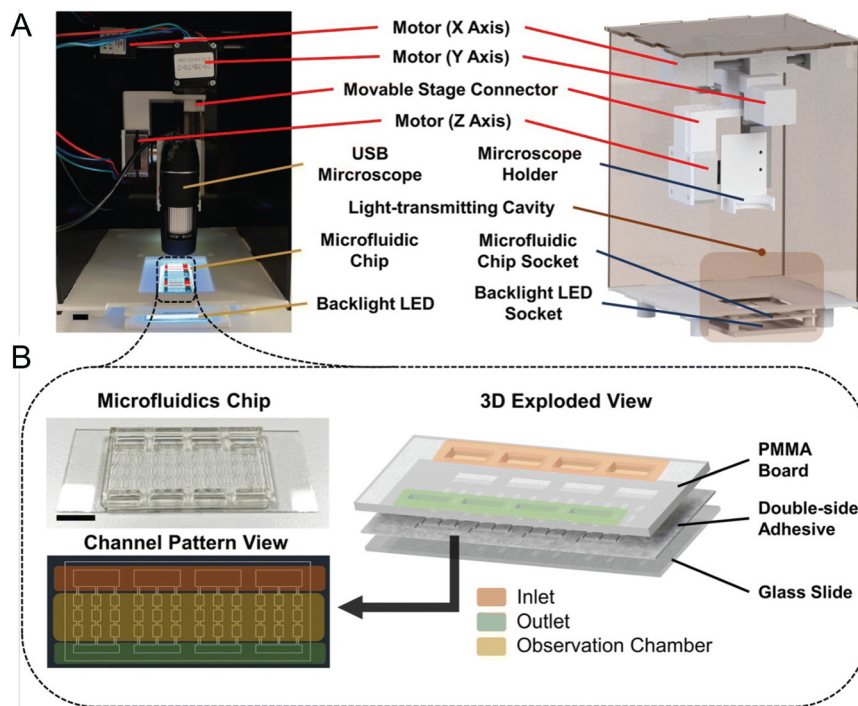 A
Motor (X Axis)
Motor (Y Axis)
Movable Stage Connector
Motor (Z Axis)
USB
Mircroscope
Mircroscope
Holder
Light-transmitting Cavity
Microfluidic
Chip
Microfluidic
Chip Socket
Backlight LED
Backlight LED
Socket
B
Microfluidics Chip
3D Exploded View
PMMA
Board
Double-side
Adhesive
Glass Slide
Channel Pattern View
Inlet
Outlet
Observation Chamber